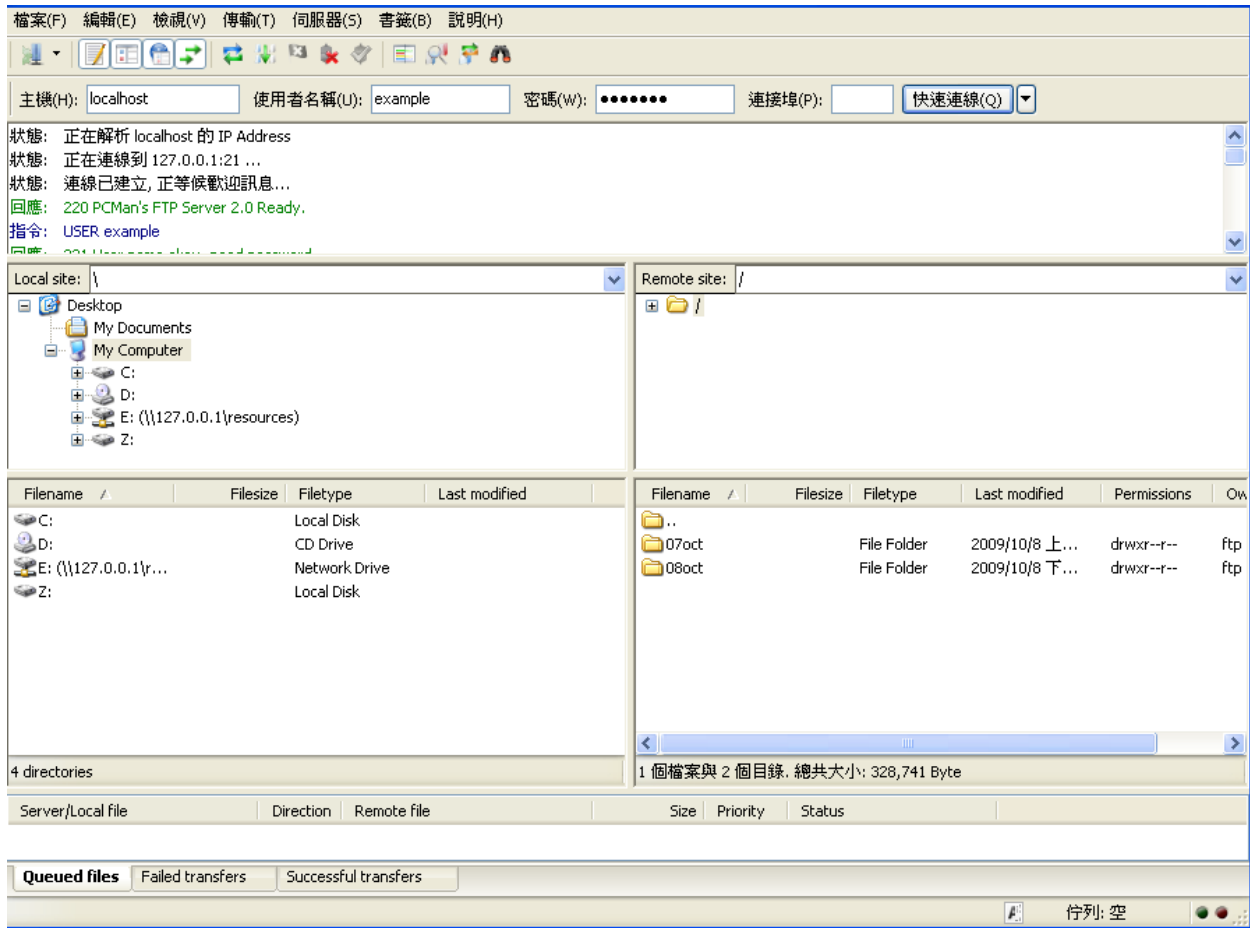 檔案(F) 編輯(E) 檢視(V) 傳輸(T) 伺服器(S) 書籤(B) 說明(H)
主機(H): localhost 使用者名稱(U): example 密碼(W): ●●●●●●● 連接埠(P): 快速連線(Q)
狀態: 正在解析 localhost 的 IP Address
狀態: 正在連線到 127.0.0.1:21 ...
狀態: 連線已建立, 正等候歡迎訊息...
回應: 220 PCMan's FTP Server 2.0 Ready.
指令: USER example
Local site: \
Desktop
My Documents
My Computer
C:
D:
E: (\\127.0.0.1\resources)
Z:
Remote site: /
/
Filename Filesize Filetype Last modified
C: Local Disk
D: CD Drive
E: (\\127.0.0.1\r... Network Drive
Z: Local Disk
4 directories
Filename Filesize Filetype Last modified Permissions Ow
..
07oct File Folder 2009/10/8 上... drwxr--r-- ftp
08oct File Folder 2009/10/8 下... drwxr--r-- ftp
1 個檔案與 2 個目錄. 總共大小: 328,741 Byte
Server/Local file Direction Remote file Size Priority Status
Queued files Failed transfers Successful transfers
佇列: 空